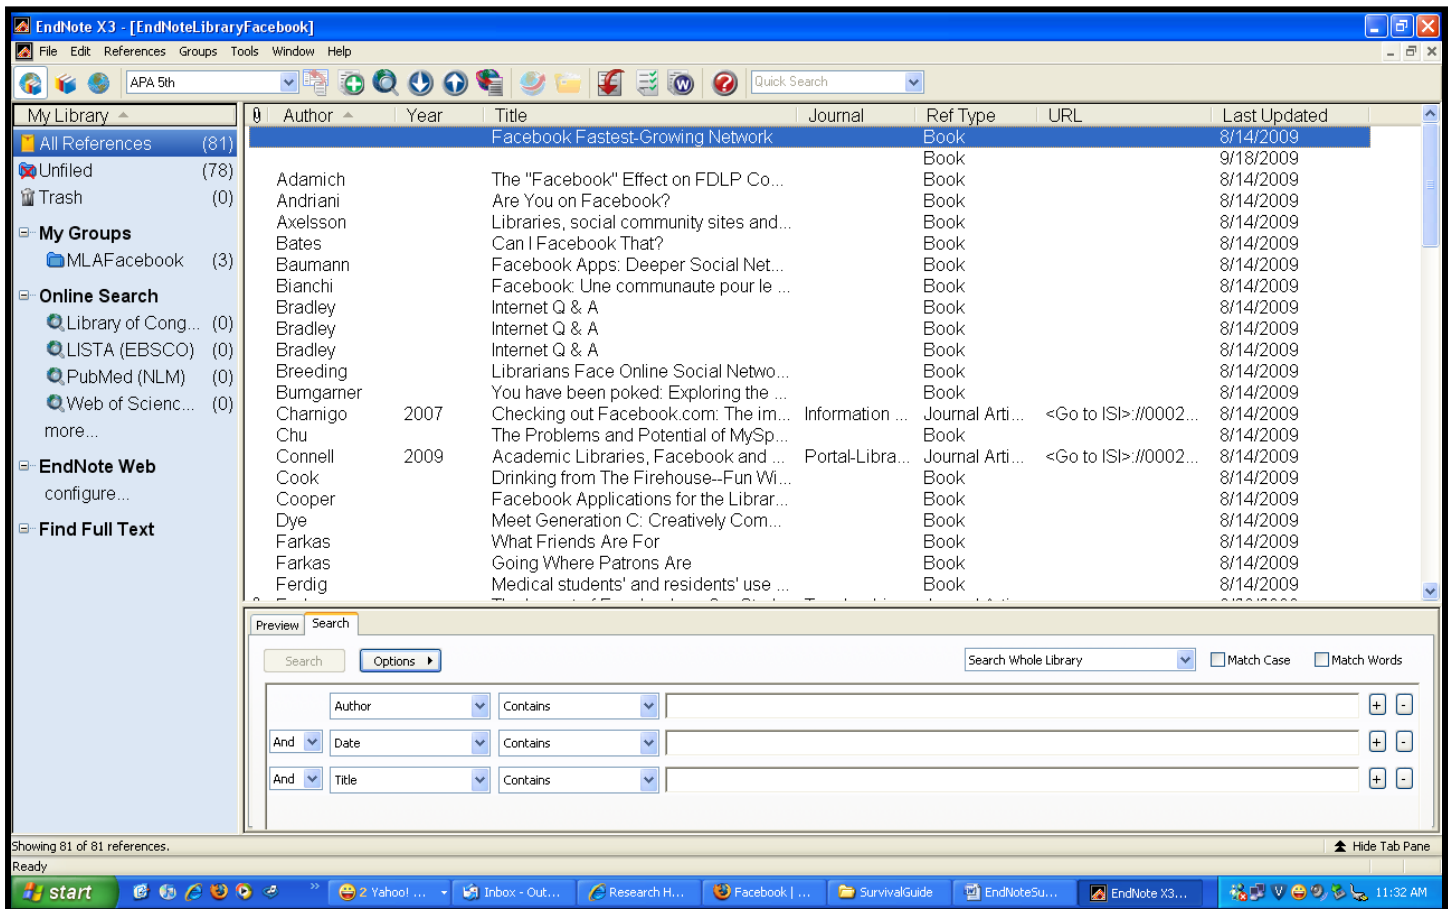 EndNote X3 - [EndNoteLibraryFacebook]
File Edit References Groups Tools Window Help
APA 5th Quick Search
My Library
All References (81)
Unfiled (78)
Trash (0)
My Groups
MLAFacebook (3)
Online Search
Library of Cong... (0)
LISTA (EBSCO) (0)
PubMed (NLM) (0)
Web of Scienc... (0)
more...
EndNote Web
configure...
Find Full Text
Author Year Title Journal Ref Type URL Last Updated
Facebook Fastest-Growing Network Book 8/14/2009
Book 9/18/2009
Adamich The "Facebook" Effect on FDLP Co... Book 8/14/2009
Andriani Are You on Facebook? Book 8/14/2009
Axelsson Libraries, social community sites and... Book 8/14/2009
Bates Can I Facebook That? Book 8/14/2009
Baumann Facebook Apps: Deeper Social Net... Book 8/14/2009
Bianchi Facebook: Une communaute pour le ... Book 8/14/2009
Bradley Internet Q & A Book 8/14/2009
Bradley Internet Q & A Book 8/14/2009
Bradley Internet Q & A Book 8/14/2009
Breeding Librarians Face Online Social Netwo... Book 8/14/2009
Bumgarner You have been poked: Exploring the ... Book 8/14/2009
Charnigo 2007 Checking out Facebook.com: The im... Information ... Journal Arti... <Go to ISI>://0002... 8/14/2009
Chu The Problems and Potential of MySp... Book 8/14/2009
Connell 2009 Academic Libraries, Facebook and ... Portal-Libra... Journal Arti... <Go to ISI>://0002... 8/14/2009
Cook Drinking from The Firehouse--Fun Wi... Book 8/14/2009
Cooper Facebook Applications for the Librar... Book 8/14/2009
Dye Meet Generation C: Creatively Com... Book 8/14/2009
Farkas What Friends Are For Book 8/14/2009
Farkas Going Where Patrons Are Book 8/14/2009
Ferdig Medical students' and residents' use ... Book 8/14/2009
Preview Search
Search Options Search Whole Library Match Case Match Words
Author Contains + -
And Date Contains + -
And Title Contains + -
Showing 81 of 81 references. Hide Tab Pane
Ready
start 2 Yahoo! ... Inbox - Out... Research H... Facebook | ... SurvivalGuide EndNoteSu... EndNote X3... 11:32 AM